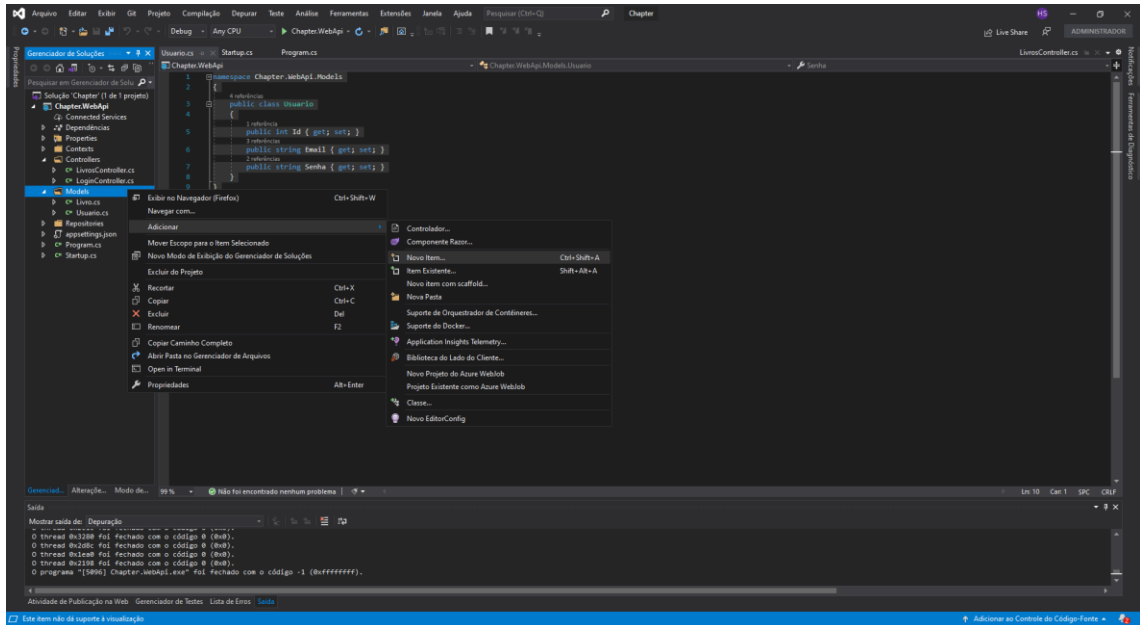 Arquivo Editar Exibir Git Projeto Compilação Depurar Teste Análise Ferramentas Extensões Janela Ajuda Pesquisar (Ctrl+Q) Chapter HS
Debug Any CPU Chapter.WebApi Live Share ADMINISTRADOR
Propriedades
Gerenciador de Soluções
Pesquisar em Gerenciador de Solu
Solução 'Chapter' (1 de 1 projeto)
Chapter.WebApi
Connected Services
Dependências
Properties
Contexts
Controllers
LivrosController.cs
LoginController.cs
Models
Livro.cs
Usuario.cs
Repositories
appsettings.json
Program.cs
Startup.cs
Gerenciad... Alteraçõe... Modo de...
Usuario.cs Startup.cs Program.cs LivrosController.cs
Chapter.WebApi Chapter.WebApi.Models.Usuario Senha
1 namespace Chapter.WebApi.Models
2 {
4 referências
3 public class Usuario
4 {
1 referência
5 public int Id { get; set; }
3 referências
6 public string Email { get; set; }
2 referências
7 public string Senha { get; set; }
8 }
9 }
Exibir no Navegador (Firefox) Ctrl+Shift+W
Navegar com...
Adicionar
Mover Escopo para o Item Selecionado
Novo Modo de Exibição do Gerenciador de Soluções
Excluir do Projeto
Recortar Ctrl+X
Copiar Ctrl+C
Excluir Del
Renomear F2
Copiar Caminho Completo
Abrir Pasta no Gerenciador de Arquivos
Open in Terminal
Propriedades Alt+Enter
Controlador...
Componente Razor...
Novo Item... Ctrl+Shift+A
Item Existente... Shift+Alt+A
Novo item com scaffold...
Nova Pasta
Suporte de Orquestrador de Contêineres...
Suporte do Docker...
Application Insights Telemetry...
Biblioteca do Lado do Cliente...
Novo Projeto do Azure WebJob
Projeto Existente como Azure WebJob
Classe...
Novo EditorConfig
Notificações
Ferramentas de Diagnóstico
99 % Não foi encontrado nenhum problema Ln: 10 Car: 1 SPC CRLF
Saída
Mostrar saída de: Depuração
O thread 0x3280 foi fechado com o código 0 (0x0).
O thread 0x2d8c foi fechado com o código 0 (0x0).
O thread 0x1ea0 foi fechado com o código 0 (0x0).
O thread 0x2198 foi fechado com o código 0 (0x0).
O programa "[5096] Chapter.WebApi.exe" foi fechado com o código -1 (0xffffffff).
Atividade de Publicação na Web Gerenciador de Testes Lista de Erros Saída
Este item não dá suporte à visualização Adicionar ao Controle do Código-Fonte 2